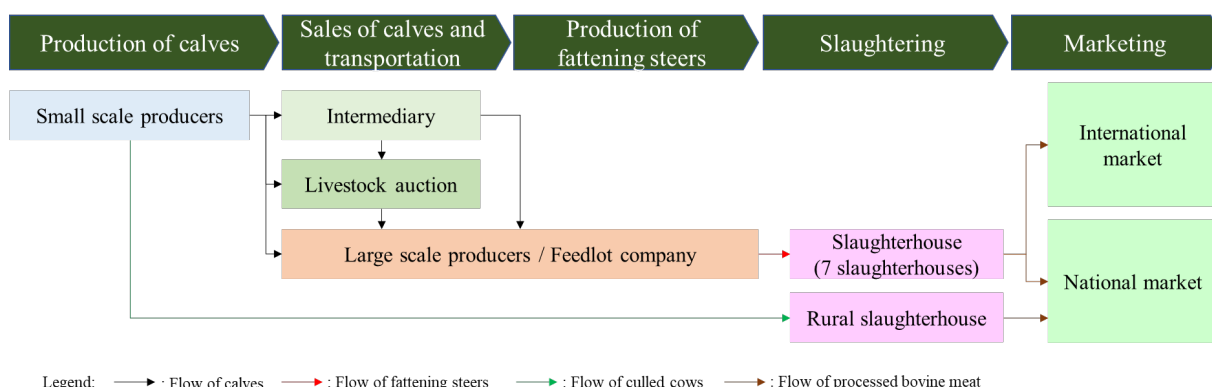 Production of calves
Sales of calves and
transportation
Production of
fattening steers
Slaughtering
Marketing
Small scale producers
Intermediary
Livestock auction
Large scale producers / Feedlot company
Slaughterhouse
(7 slaughterhouses)
Rural slaughterhouse
International
market
National market
Legend: : Flow of calves : Flow of fattening steers : Flow of culled cows : Flow of processed bovine meat